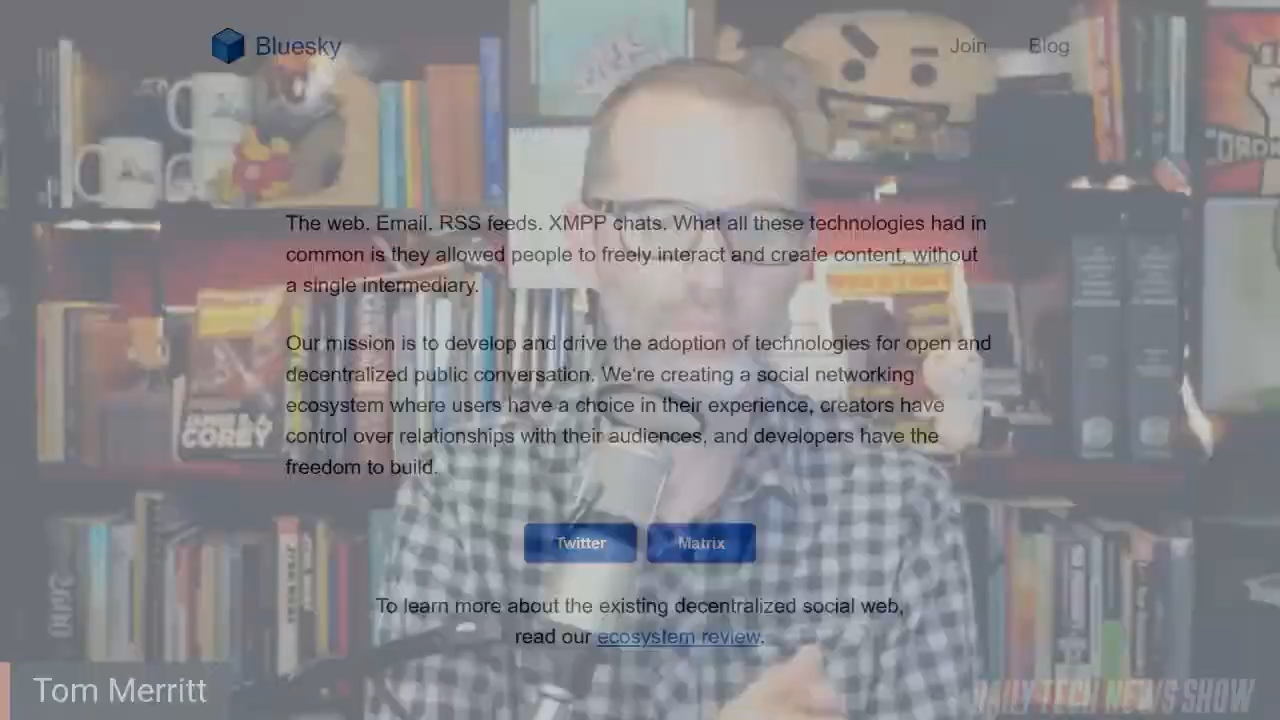 Bluesky
Join
Blog
The web. Email. RSS feeds. XMPP chats. What all these technologies had in
common is they allowed people to freely interact and create content, without
a single intermediary.
Our mission is to develop and drive the adoption of technologies for open and
decentralized public conversation. We're creating a social networking
ecosystem where users have a choice in their experience, creators have
control over relationships with their audiences, and developers have the
freedom to build.
Twitter
Matrix
To learn more about the existing decentralized social web,
read our ecosystem review.
COREY
Tom Merritt
DAILY TECH NEWS SHOW